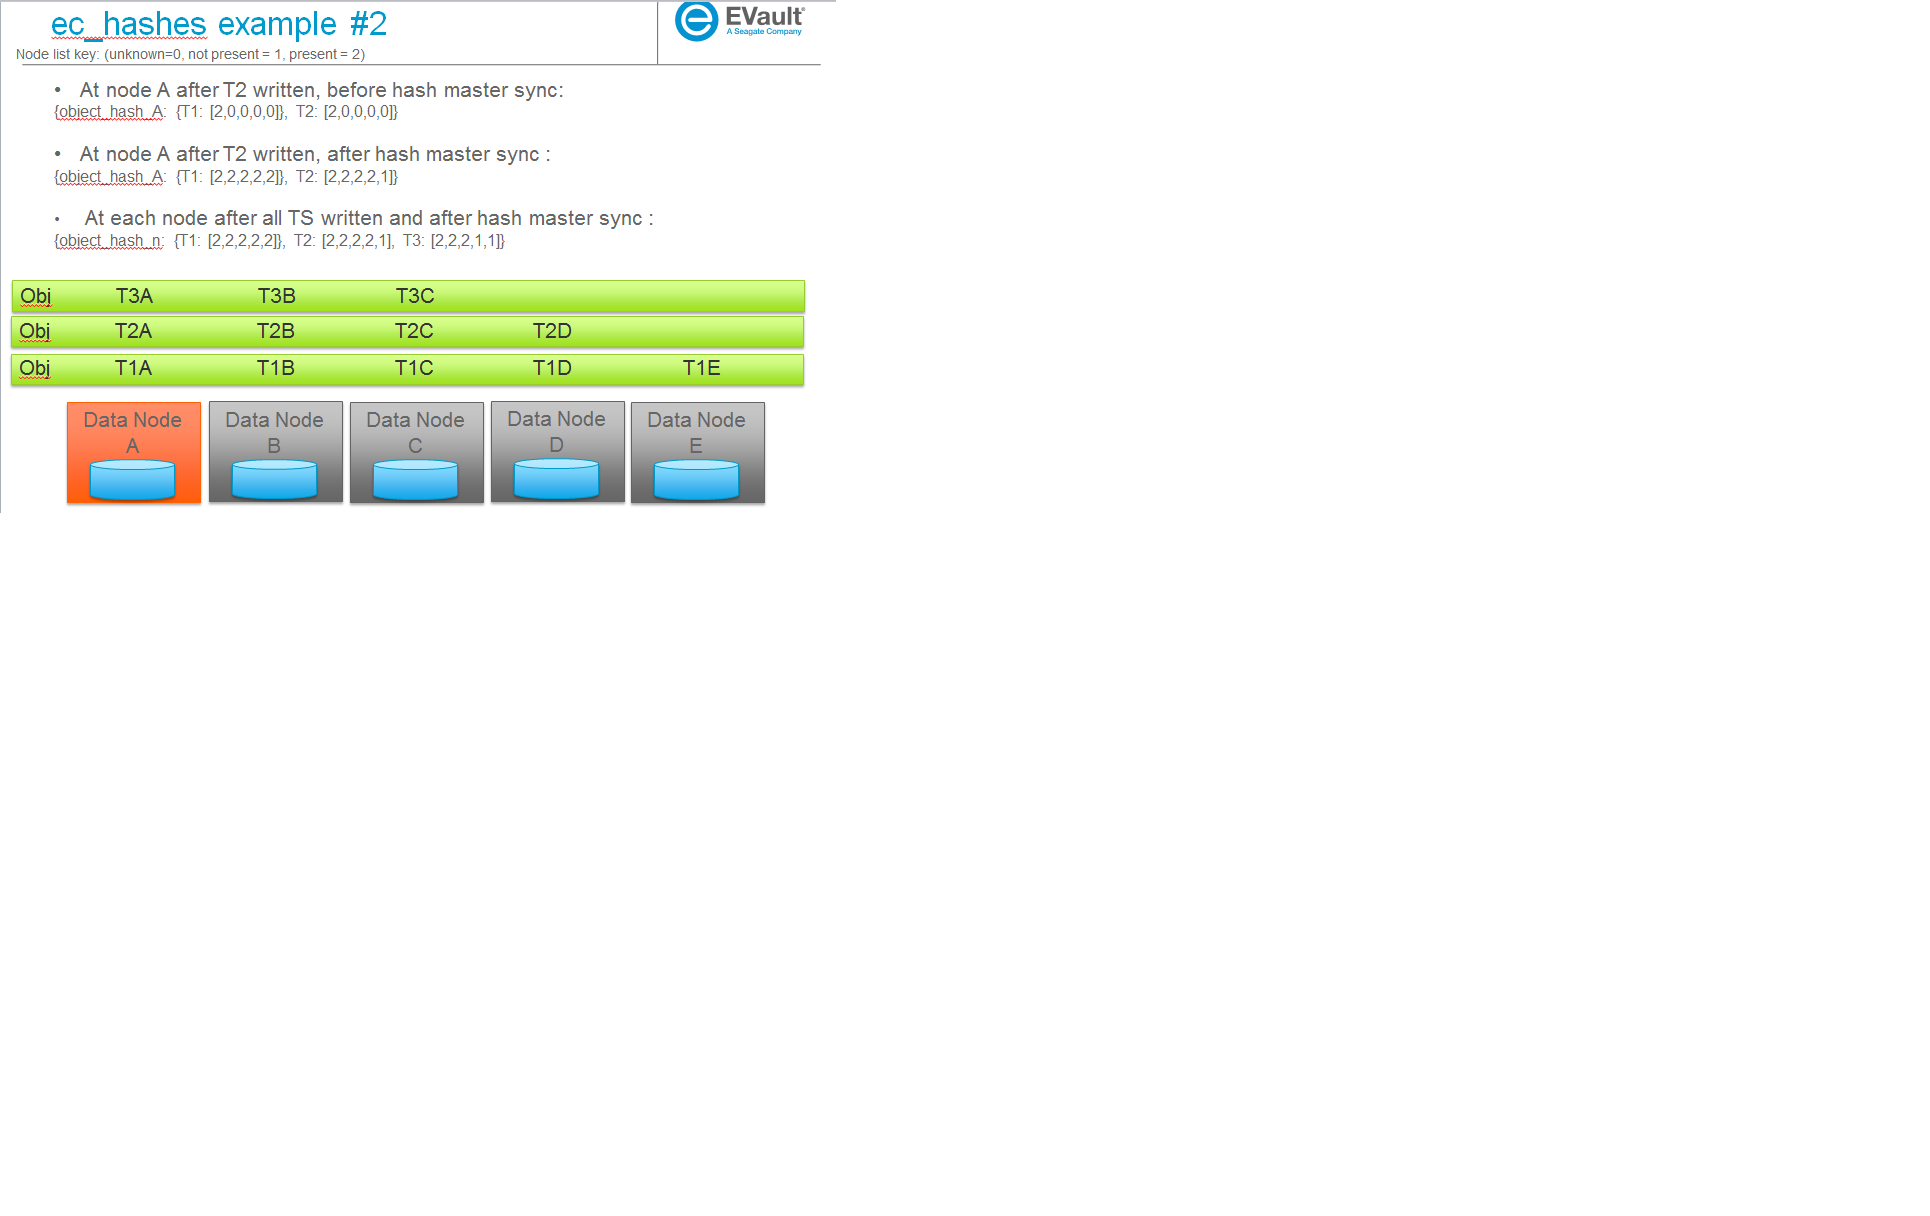 ec_hashes example #2
EVault®
A Seagate Company
Node list key: (unknown=0, not present = 1, present = 2)
• At node A after T2 written, before hash master sync:
{object_hash_A: {T1: [2,0,0,0,0]}, T2: [2,0,0,0,0]}
• At node A after T2 written, after hash master sync :
{object_hash_A: {T1: [2,2,2,2,2]}, T2: [2,2,2,2,1]}
• At each node after all TS written and after hash master sync :
{object_hash_n: {T1: [2,2,2,2,2]}, T2: [2,2,2,2,1], T3: [2,2,2,1,1]}
Obj T3A T3B T3C
Obj T2A T2B T2C T2D
Obj T1A T1B T1C T1D T1E
Data Node
A
Data Node
B
Data Node
C
Data Node
D
Data Node
E